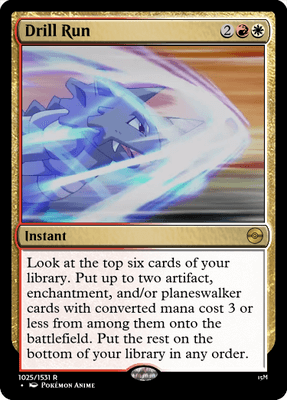 Drill Run 2
Instant
Look at the top six cards of your
library. Put up to two artifact,
enchantment, and/or planeswalker
cards with converted mana cost 3 or
less from among them onto the
battlefield. Put the rest on the
bottom of your library in any order.
1025/1531 R 15M
• Pokémon Anime